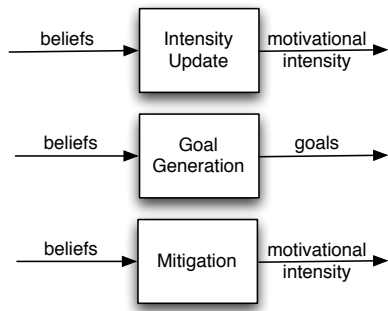 beliefs
Intensity
Update
motivational
intensity
beliefs
Goal
Generation
goals
beliefs
Mitigation
motivational
intensity